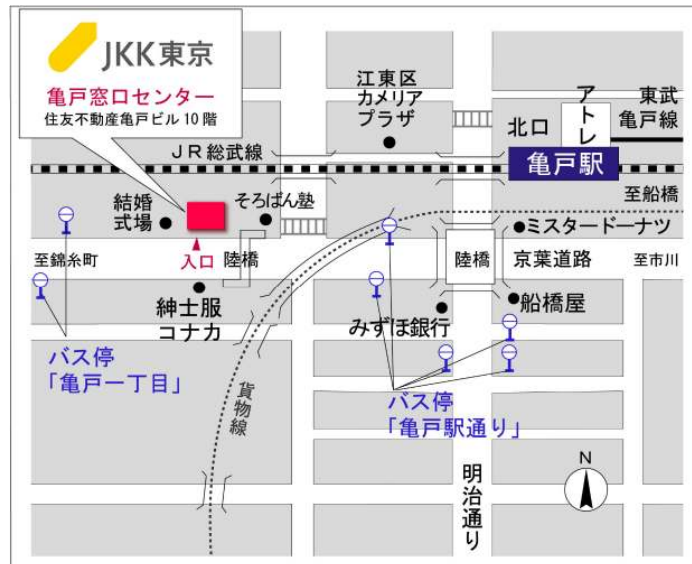 JKK東京
亀戸窓口センター
住友不動産亀戸ビル10階
江東区
カメリア
プラザ
アトレ
東武
亀戸線
北口
JR総武線
亀戸駅
至船橋
結婚
式場
そろばん塾
ミスタードーナツ
至錦糸町
入口
陸橋
陸橋
京葉道路
至市川
紳士服
コナカ
みずほ銀行
船橋屋
バス停
「亀戸一丁目」
貨物線
バス停
「亀戸駅通り」
明治通り
N